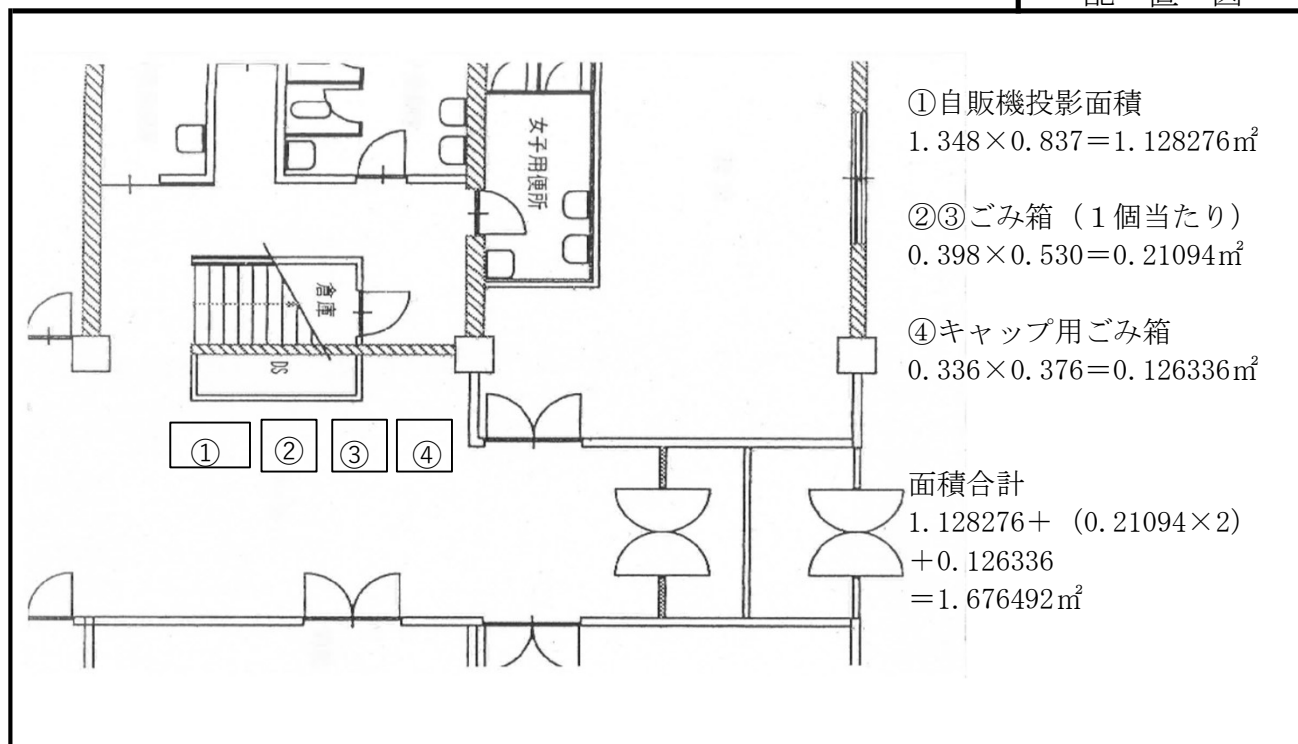 配 置 図
①自販機投影面積
1.348×0.837＝1.128276㎡
②③ごみ箱（１個当たり）
0.398×0.530＝0.21094㎡
④キャップ用ごみ箱
0.336×0.376＝0.126336㎡
面積合計
1.128276＋（0.21094×2）
＋0.126336
＝1.676492㎡
女子用便所
倉庫
DS
①
②
③
④